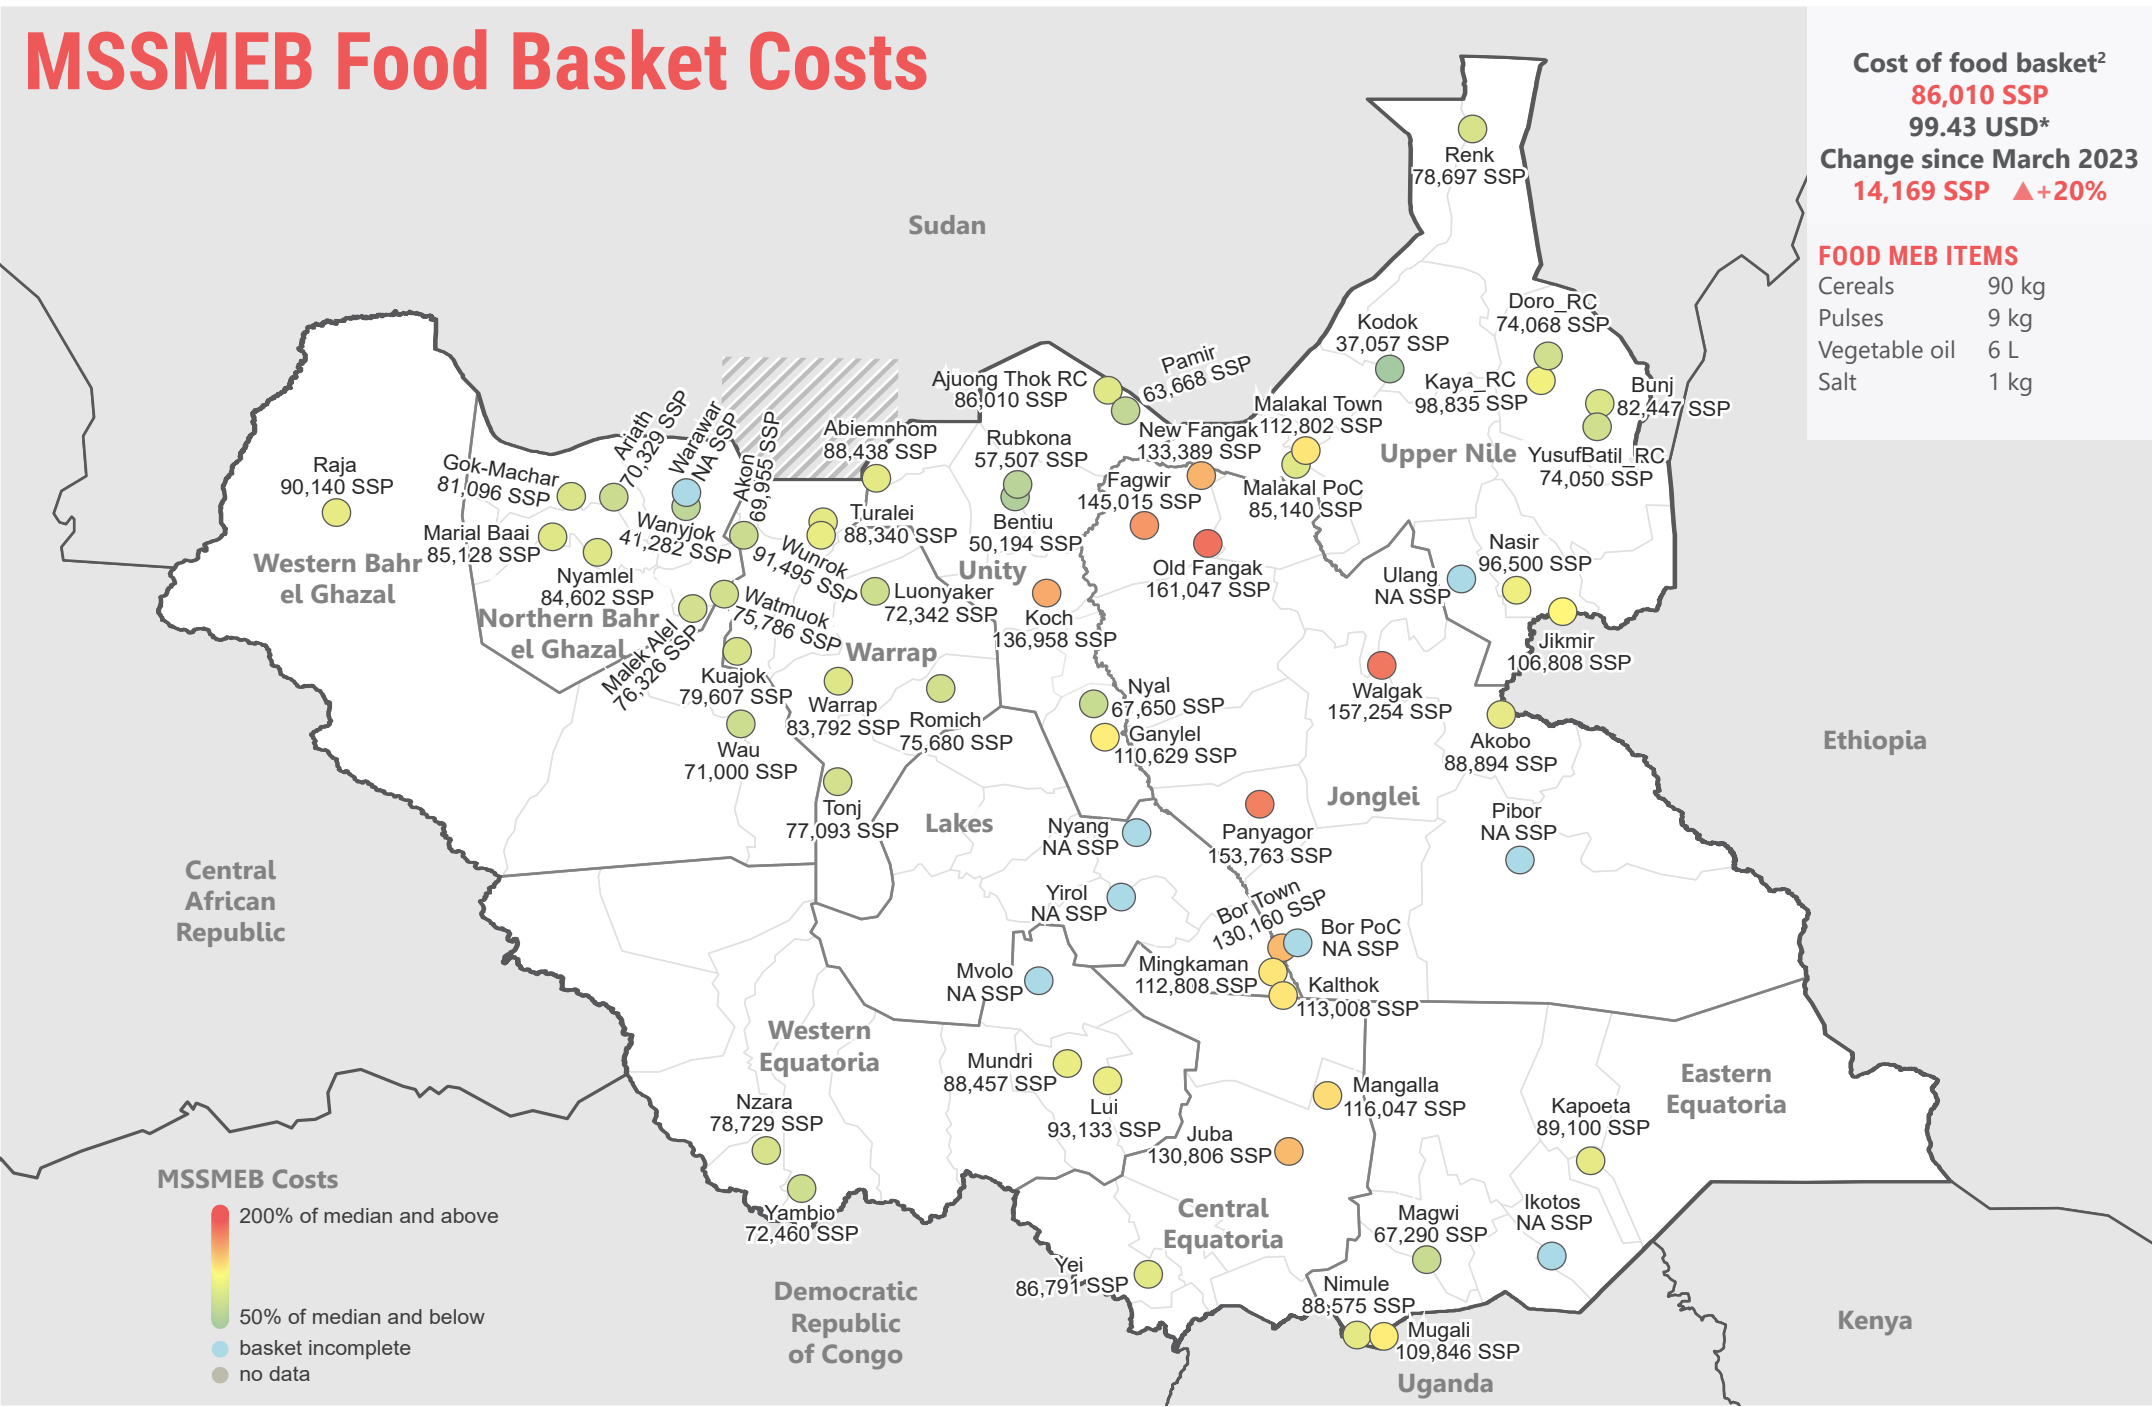 MSSMEB Food Basket Costs
Cost of food basket²
86,010 SSP
99.43 USD*
Change since March 2023
14,169 SSP ▲+20%
FOOD MEB ITEMS
Cereals 90 kg
Pulses 9 kg
Vegetable oil 6 L
Salt 1 kg
Sudan
Renk
78,697 SSP
Doro_RC
74,068 SSP
Kodok
37,057 SSP
Kaya_RC
98,835 SSP
Bunj
82,447 SSP
YusufBatil_RC
74,050 SSP
Upper Nile
Malakal Town
112,802 SSP
Malakal PoC
85,140 SSP
Pamir
63,668 SSP
Ajuong Thok RC
86,010 SSP
New Fangak
133,389 SSP
Fagwir
145,015 SSP
Old Fangak
161,047 SSP
Rubkona
57,507 SSP
Bentiu
50,194 SSP
Unity
Koch
136,958 SSP
Abiemnhom
88,438 SSP
Turalei
88,340 SSP
Wunrok
91,495 SSP
Akon
69,955 SSP
Warawar
NA SSP
Ariath
70,329 SSP
Wanyjok
41,282 SSP
Gok-Machar
81,096 SSP
Marial Baai
85,128 SSP
Nyamlel
84,602 SSP
Northern Bahr
el Ghazal
Raja
90,140 SSP
Western Bahr
el Ghazal
Malek Alel
76,326 SSP
Watmuok
75,786 SSP
Luonyaker
72,342 SSP
Warrap
Kuajok
79,607 SSP
Warrap
83,792 SSP
Romich
75,680 SSP
Wau
71,000 SSP
Tonj
77,093 SSP
Nyal
67,650 SSP
Ganylel
110,629 SSP
Ulang
NA SSP
Nasir
96,500 SSP
Jikmir
106,808 SSP
Walgak
157,254 SSP
Akobo
88,894 SSP
Ethiopia
Jonglei
Pibor
NA SSP
Panyagor
153,763 SSP
Lakes
Nyang
NA SSP
Yirol
NA SSP
Bor Town
130,160 SSP
Bor PoC
NA SSP
Mingkaman
112,808 SSP
Kalthok
113,008 SSP
Mvolo
NA SSP
Central
African
Republic
Western
Equatoria
Mundri
88,457 SSP
Lui
93,133 SSP
Nzara
78,729 SSP
Yambio
72,460 SSP
Mangalla
116,047 SSP
Juba
130,806 SSP
Central
Equatoria
Yei
86,791 SSP
Eastern
Equatoria
Kapoeta
89,100 SSP
Ikotos
NA SSP
Magwi
67,290 SSP
Nimule
88,575 SSP
Mugali
109,846 SSP
Democratic
Republic
of Congo
Uganda
Kenya
MSSMEB Costs
200% of median and above
50% of median and below
basket incomplete
no data